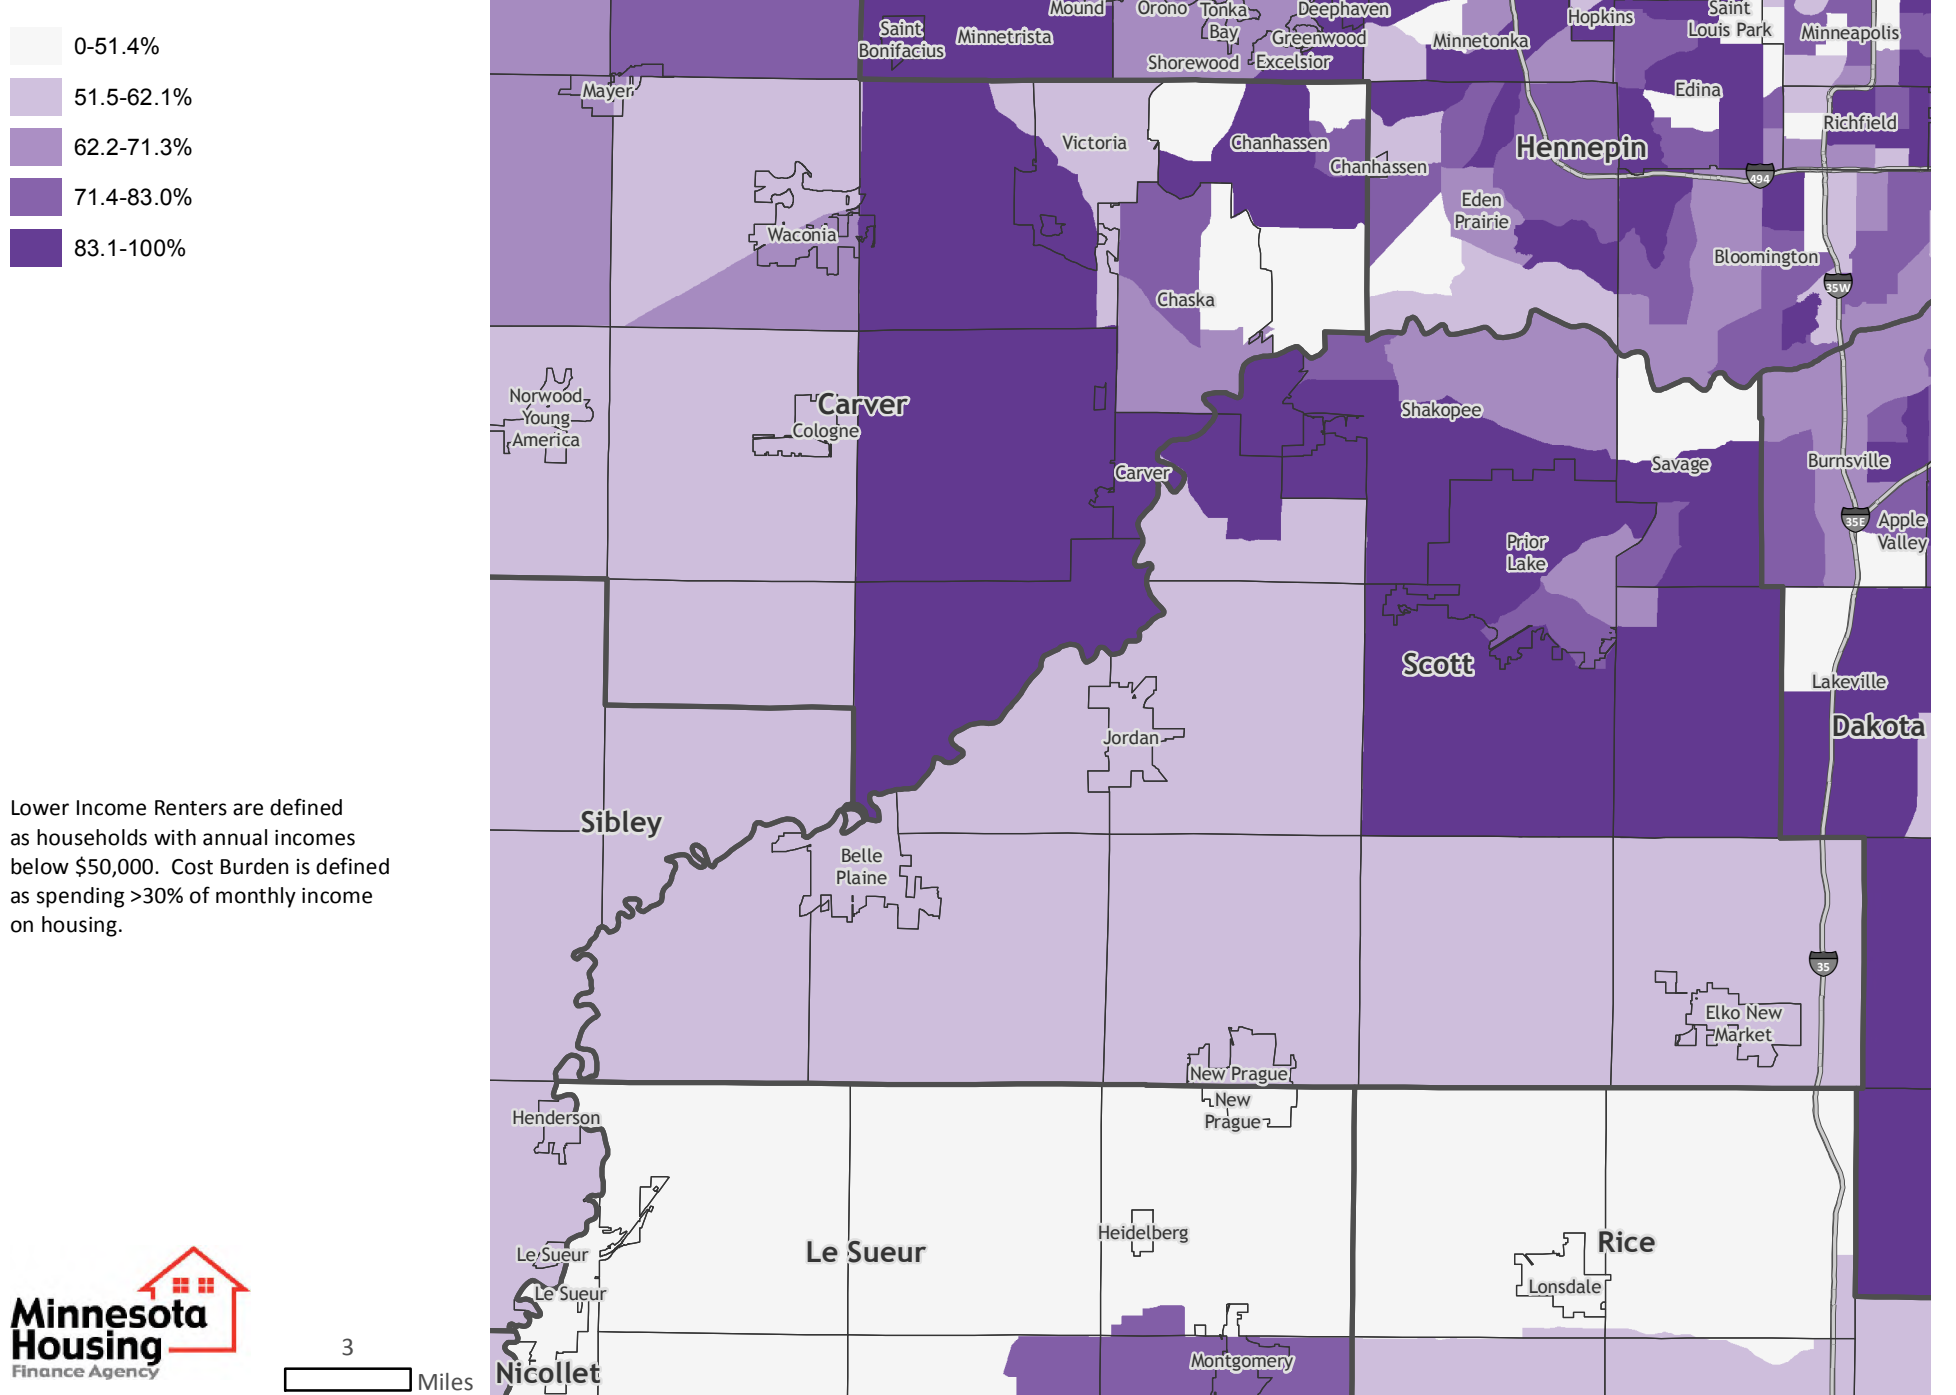 0-51.4%
51.5-62.1%
62.2-71.3%
71.4-83.0%
83.1-100%
Lower Income Renters are defined
as households with annual incomes
below $50,000.  Cost Burden is defined
as spending >30% of monthly income
on housing.
Minnesota
Housing
Finance Agency
3
Miles
Mound
Orono
Tonka
Bay
Deephaven
Greenwood
Excelsior
Shorewood
Saint
Bonifacius
Minnetrista
Minnetonka
Hopkins
Saint
Louis Park
Minneapolis
Edina
Richfield
Mayer
Victoria
Chanhassen
Chanhassen
Hennepin
494
Eden
Prairie
Bloomington
35W
Waconia
Chaska
Norwood
Young
America
Carver
Cologne
Carver
Shakopee
Savage
Burnsville
35E
Apple
Valley
Prior
Lake
Scott
Lakeville
Dakota
Jordan
Sibley
Belle
Plaine
35
Elko New
Market
New Prague
New
Prague
Henderson
Le Sueur
Le Sueur
Le Sueur
Heidelberg
Rice
Lonsdale
Montgomery
Nicollet